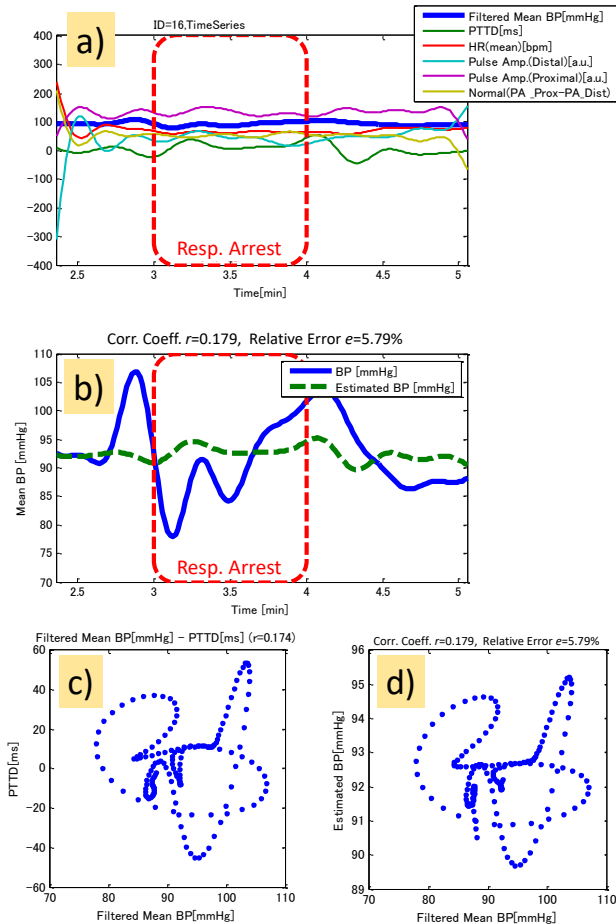 a)
ID=16,TimeSeries
Filtered Mean BP[mmHg]
PTTD[ms]
HR(mean)[bpm]
Pulse Amp.(Distal)[a.u.]
Pulse Amp.(Proximal)[a.u.]
Normal(PA_Prox-PA_Dist)
400
300
200
100
0
-100
-200
-300
-400
Resp. Arrest
2.5
3
3.5
4
4.5
5
Time[min]
Corr. Coeff. r=0.179, Relative Error e=5.79%
b)
BP [mmHg]
Estimated BP [mmHg]
Mean BP [mmHg]
110
105
100
95
90
85
80
75
70
Resp. Arrest
2.5
3
3.5
4
4.5
5
Time [min]
Filtered Mean BP[mmHg] - PTTD[ms] (r=0.174)
c)
PTTD[ms]
60
40
20
0
-20
-40
-60
70
80
90
100
110
Filtered Mean BP[mmHg]
Corr. Coeff. r=0.179, Relative Error e=5.79%
d)
Estimated BP[mmHg]
96
95
94
93
92
91
90
89
70
80
90
100
110
Filtered Mean BP[mmHg]